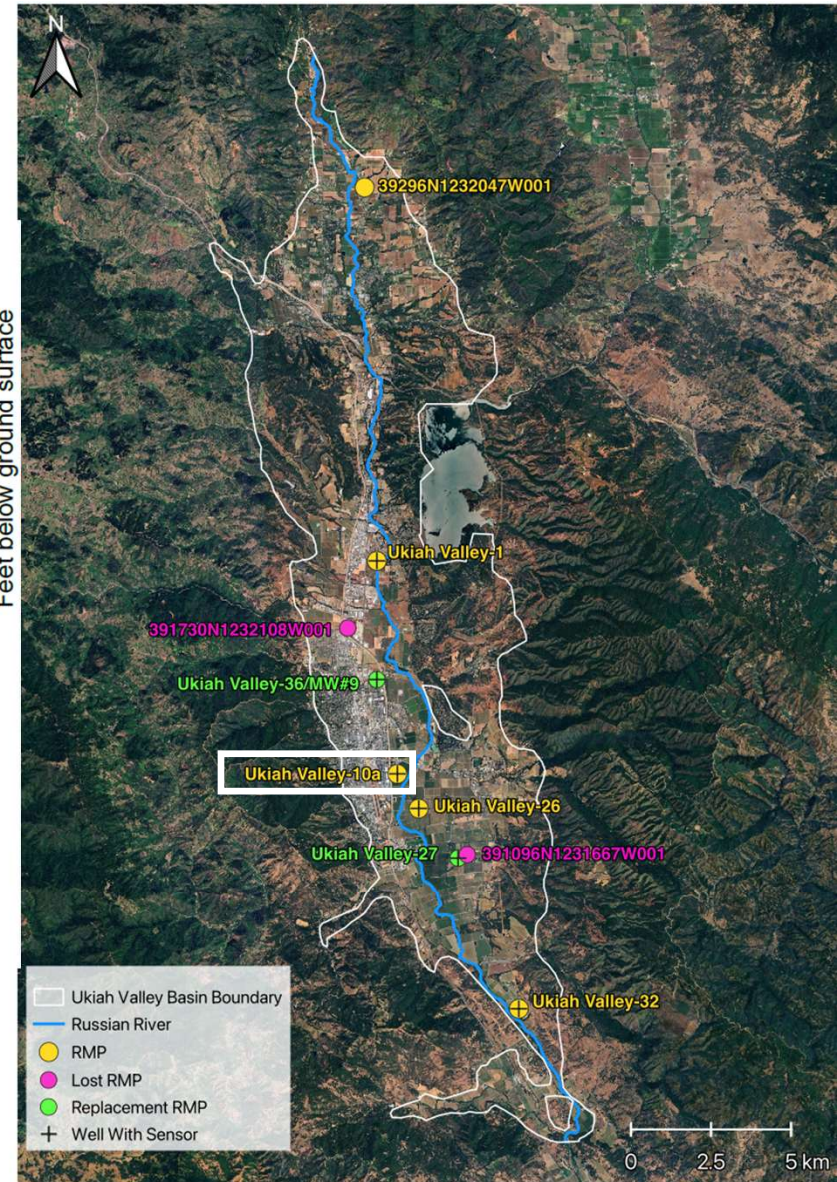 N
Feet below ground surface
39296N1232047W001
Ukiah Valley-1
391730N1232108W001
Ukiah Valley-36/MW#9
Ukiah Valley-10a
Ukiah Valley-26
Ukiah Valley-27
391096N1231667W001
Ukiah Valley-32
Ukiah Valley Basin Boundary
Russian River
RMP
Lost RMP
Replacement RMP
Well With Sensor
0 2.5 5 km